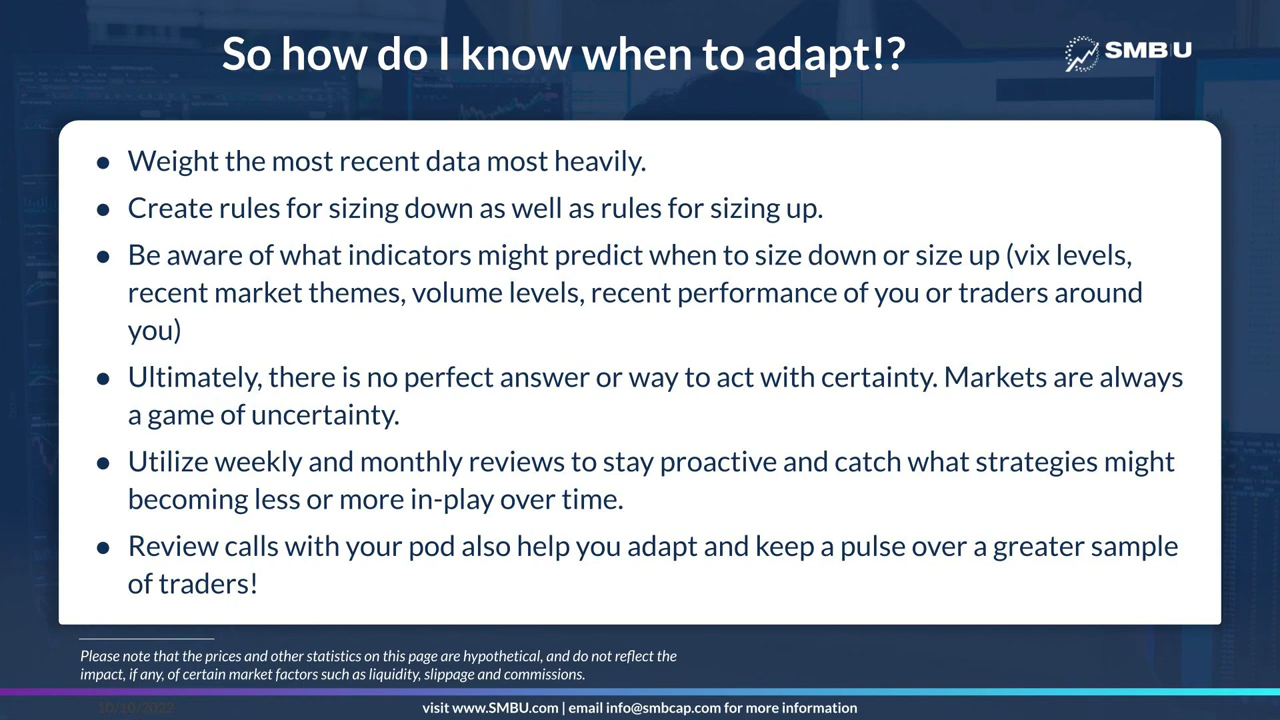 So how do I know when to adapt!?
SMB U
● Weight the most recent data most heavily.
● Create rules for sizing down as well as rules for sizing up.
● Be aware of what indicators might predict when to size down or size up (vix levels,
recent market themes, volume levels, recent performance of you or traders around
you)
● Ultimately, there is no perfect answer or way to act with certainty. Markets are always
a game of uncertainty.
● Utilize weekly and monthly reviews to stay proactive and catch what strategies might
becoming less or more in-play over time.
● Review calls with your pod also help you adapt and keep a pulse over a greater sample
of traders!
Please note that the prices and other statistics on this page are hypothetical, and do not reflect the
impact, if any, of certain market factors such as liquidity, slippage and commissions.
10/10/2022
visit www.SMBU.com | email info@smbcap.com for more information